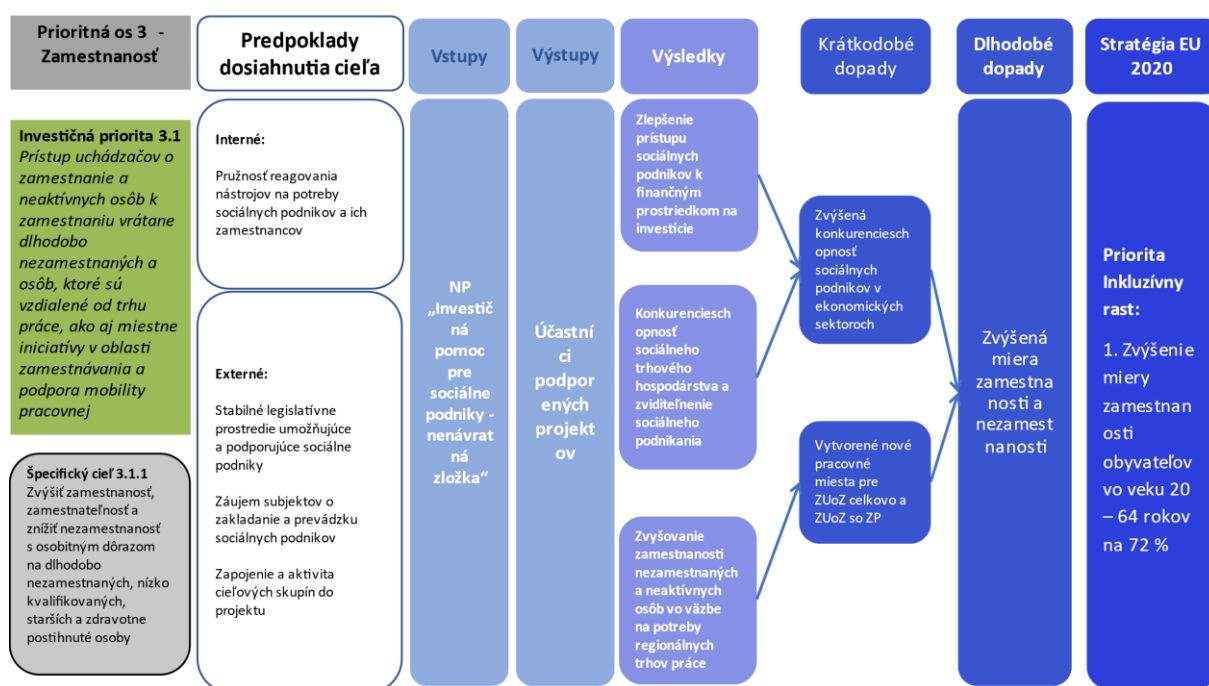 Prioritná os 3 -
Zamestnanosť
Investičná priorita 3.1
Prístup uchádzačov o
zamestnanie a
neaktívnych osôb k
zamestnaniu vrátane
dlhodobo
nezamestnaných a
osôb, ktoré sú
vzdialené od trhu
práce, ako aj miestne
iniciatívy v oblasti
zamestnávania a
podpora mobility
pracovnej
Špecifický cieľ 3.1.1
Zvýšiť zamestnanosť,
zamestnateľnosť a
znížiť nezamestnanosť
s osobitným dôrazom
na dlhodobo
nezamestnaných, nízko
kvalifikovaných,
starších a zdravotne
postihnuté osoby
Predpoklady
dosiahnutia cieľa
Interné:
Pružnosť reagovania
nástrojov na potreby
sociálnych podnikov a ich
zamestnancov
Externé:
Stabilné legislatívne
prostredie umožňujúce
a podporujúce sociálne
podniky
Záujem subjektov o
zakladanie a prevádzku
sociálnych podnikov
Zapojenie a aktivita
cieľových skupín do
projektu
Vstupy
NP
„Investič
ná
pomoc
pre
sociálne
podniky -
nenávrat
ná
zložka“
Výstupy
Účastní
ci
podpor
ených
projekt
ov
Výsledky
Zlepšenie
prístupu
sociálnych
podnikov k
finančným
prostriedkom na
investície
Konkurenciesch
opnosť
sociálneho
trhového
hospodárstva a
zviditeľnenie
sociálneho
podnikania
Zvyšovanie
zamestnanosti
nezamestnaných
a neaktívnych
osôb vo väzbe
na potreby
regionálnych
trhov práce
Krátkodobé
dopady
Zvýšená
konkurenciesch
opnosť
sociálnych
podnikov v
ekonomických
sektoroch
Vytvorené nové
pracovné
miesta pre
ZUoZ celkovo a
ZUoZ so ZP
Dlhodobé
dopady
Zvýšená
miera
zamestna
nosti a
nezamest
nanosti
Stratégia EU
2020
Priorita
Inkluzívny
rast:
1. Zvýšenie
miery
zamestnan
osti
obyvateľov
vo veku 20
– 64 rokov
na 72 %